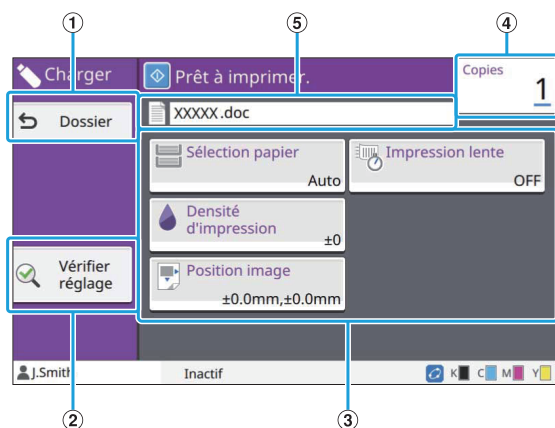 ① ⑤ ④
Charger
Prêt à imprimer.
Copies
1
Dossier
XXXXX.doc
Sélection papier
Auto
Impression lente
OFF
Densité
d'impression
±0
Vérifier
réglage
Position image
±0.0mm,±0.0mm
J.Smith
Inactif
K C M Y
② ③